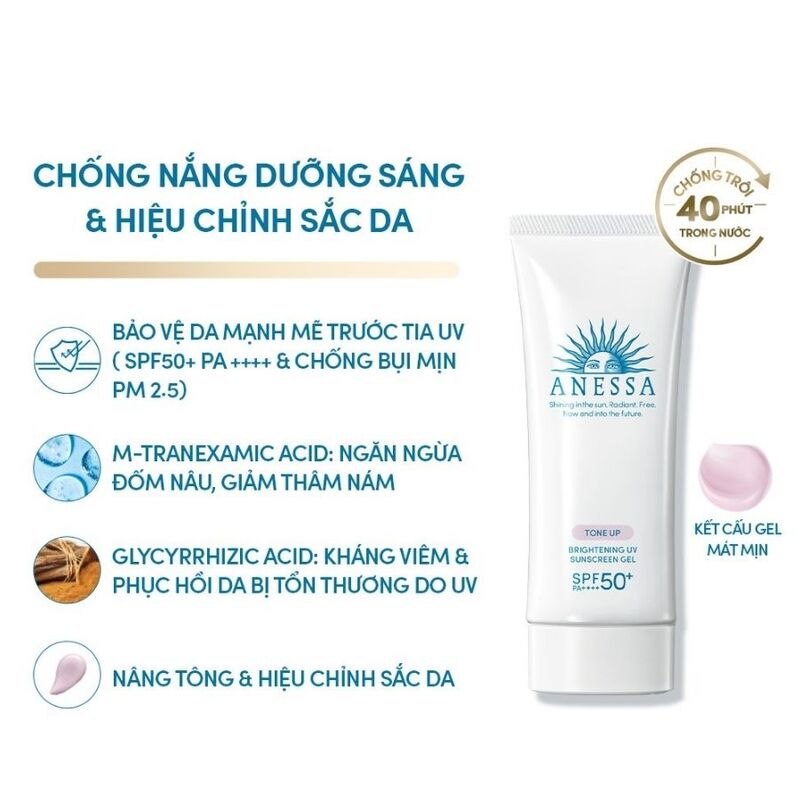 CHỐNG NẮNG DƯỠNG SÁNG
& HIỆU CHỈNH SẮC DA
BẢO VỆ DA MẠNH MẼ TRƯỚC TIA UV
( SPF50+ PA ++++ & CHỐNG BỤI MỊN
PM 2.5)
M-TRANEXAMIC ACID: NGĂN NGỪA
ĐỐM NÂU, GIẢM THÂM NÁM
GLYCYRRHIZIC ACID: KHÁNG VIÊM &
PHỤC HỒI DA BỊ TỔN THƯƠNG DO UV
NÂNG TÔNG & HIỆU CHỈNH SẮC DA
CHỐNG TRÔI
40 PHÚT
TRONG NƯỚC
ANESSA
Shining in the sun. Radiant. Free.
Now and into the future.
TONE UP
BRIGHTENING UV
SUNSCREEN GEL
SPF50+
PA++++
KẾT CẤU GEL
MÁT MỊN